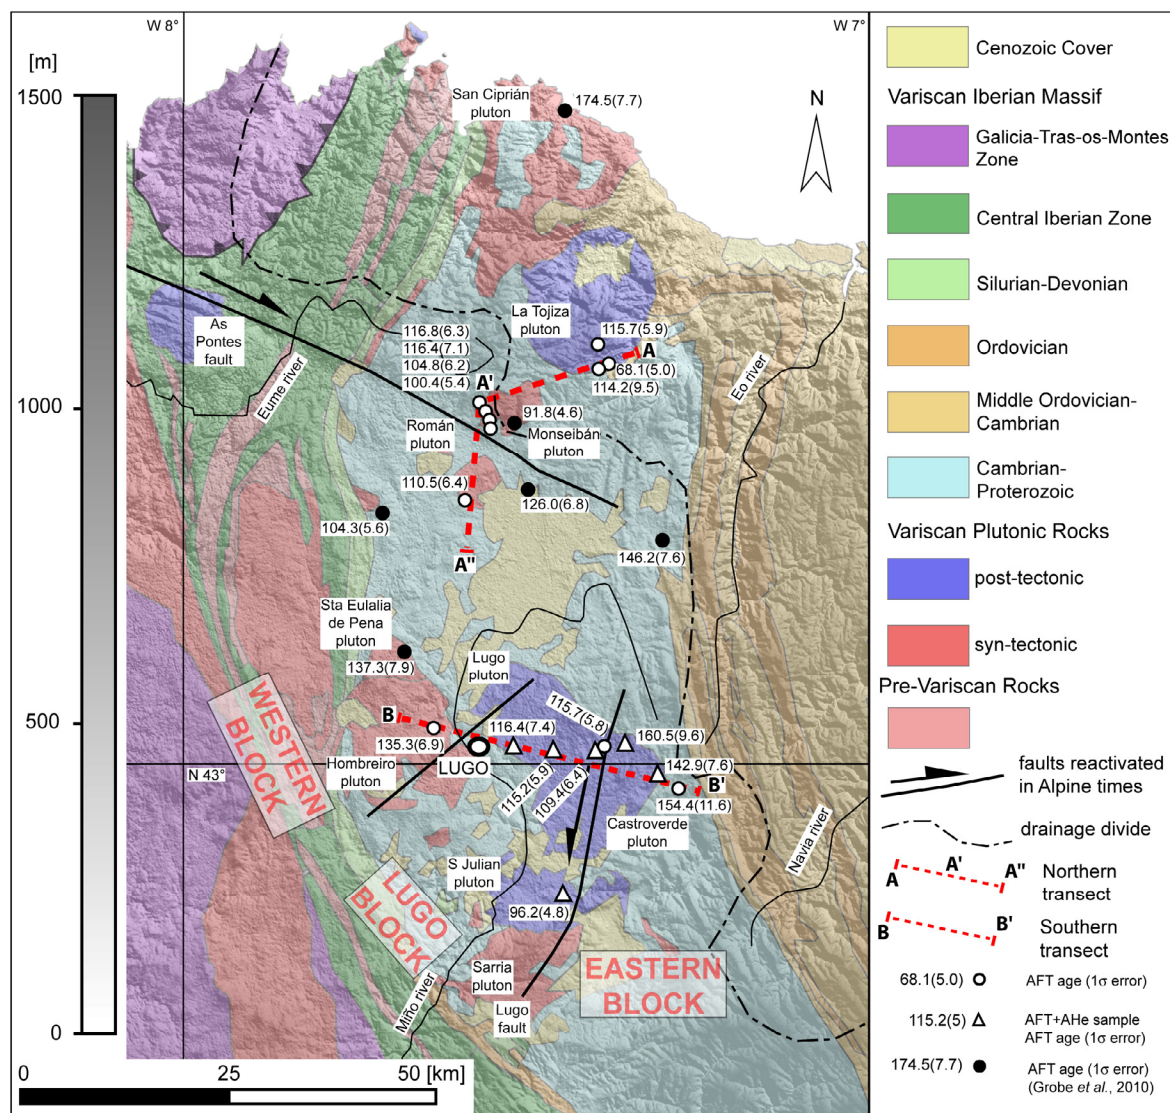 W 8°
W 7°
[m]
1500
1000
500
0
San Ciprián
pluton
174.5(7.7)
N
As
Pontes
fault
Eume river
116.8(6.3)
116.4(7.1)
104.8(6.2)
100.4(5.4)
La Tojiza
pluton
115.7(5.9)
A
68.1(5.0)
114.2(9.5)
A'
91.8(4.6)
Román
pluton
Monseibán
pluton
Eo river
110.5(6.4)
126.0(6.8)
104.3(5.6)
146.2(7.6)
A"
Sta Eulalia
de Pena
pluton
137.3(7.9)
Lugo
pluton
WESTERN
BLOCK
B
135.3(6.9)
116.4(7.4)
115.7(5.8)
160.5(9.6)
142.9(7.6)
LUGO
N 43°
Hombreiro
pluton
115.2(5.9)
109.4(6.4)
B'
154.4(11.6)
Castroverde
pluton
Navia river
S Julian
pluton
LUGO
BLOCK
96.2(4.8)
Sarria
pluton
EASTERN
BLOCK
Lugo
fault
Miño river
0
25
50
[km]
Cenozoic Cover
Variscan Iberian Massif
Galicia-Tras-os-Montes
Zone
Central Iberian Zone
Silurian-Devonian
Ordovician
Middle Ordovician-
Cambrian
Cambrian-
Proterozoic
Variscan Plutonic Rocks
post-tectonic
syn-tectonic
Pre-Variscan Rocks
faults reactivated
in Alpine times
drainage divide
A
A'
A"
Northern
transect
B
B'
Southern
transect
68.1(5.0)
AFT age (1σ error)
115.2(5)
AFT+AHe sample
AFT age (1σ error)
174.5(7.7)
AFT age (1σ error)
(Grobe et al., 2010)